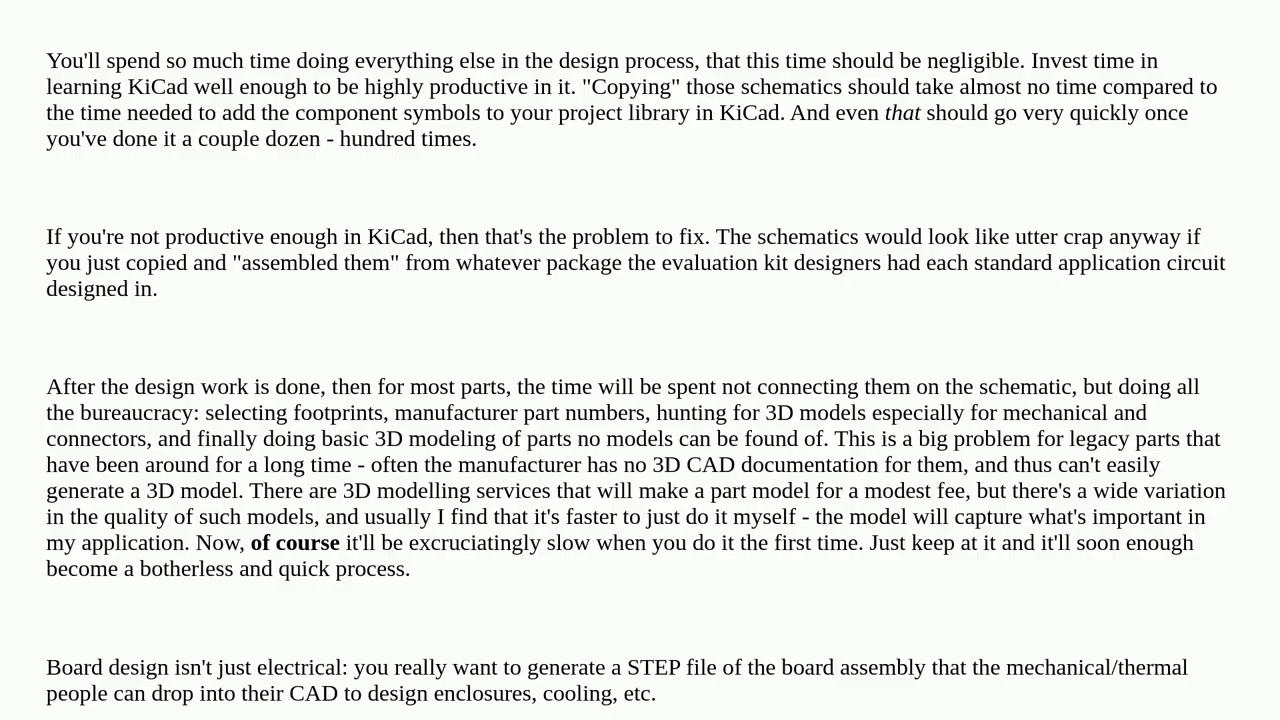 You'll spend so much time doing everything else in the design process, that this time should be negligible. Invest time in
learning KiCad well enough to be highly productive in it. "Copying" those schematics should take almost no time compared to
the time needed to add the component symbols to your project library in KiCad. And even that should go very quickly once
you've done it a couple dozen - hundred times.
If you're not productive enough in KiCad, then that's the problem to fix. The schematics would look like utter crap anyway if
you just copied and "assembled them" from whatever package the evaluation kit designers had each standard application circuit
designed in.
After the design work is done, then for most parts, the time will be spent not connecting them on the schematic, but doing all
the bureaucracy: selecting footprints, manufacturer part numbers, hunting for 3D models especially for mechanical and
connectors, and finally doing basic 3D modeling of parts no models can be found of. This is a big problem for legacy parts that
have been around for a long time - often the manufacturer has no 3D CAD documentation for them, and thus can't easily
generate a 3D model. There are 3D modelling services that will make a part model for a modest fee, but there's a wide variation
in the quality of such models, and usually I find that it's faster to just do it myself - the model will capture what's important in
my application. Now, of course it'll be excruciatingly slow when you do it the first time. Just keep at it and it'll soon enough
become a botherless and quick process.
Board design isn't just electrical: you really want to generate a STEP file of the board assembly that the mechanical/thermal
people can drop into their CAD to design enclosures, cooling, etc.